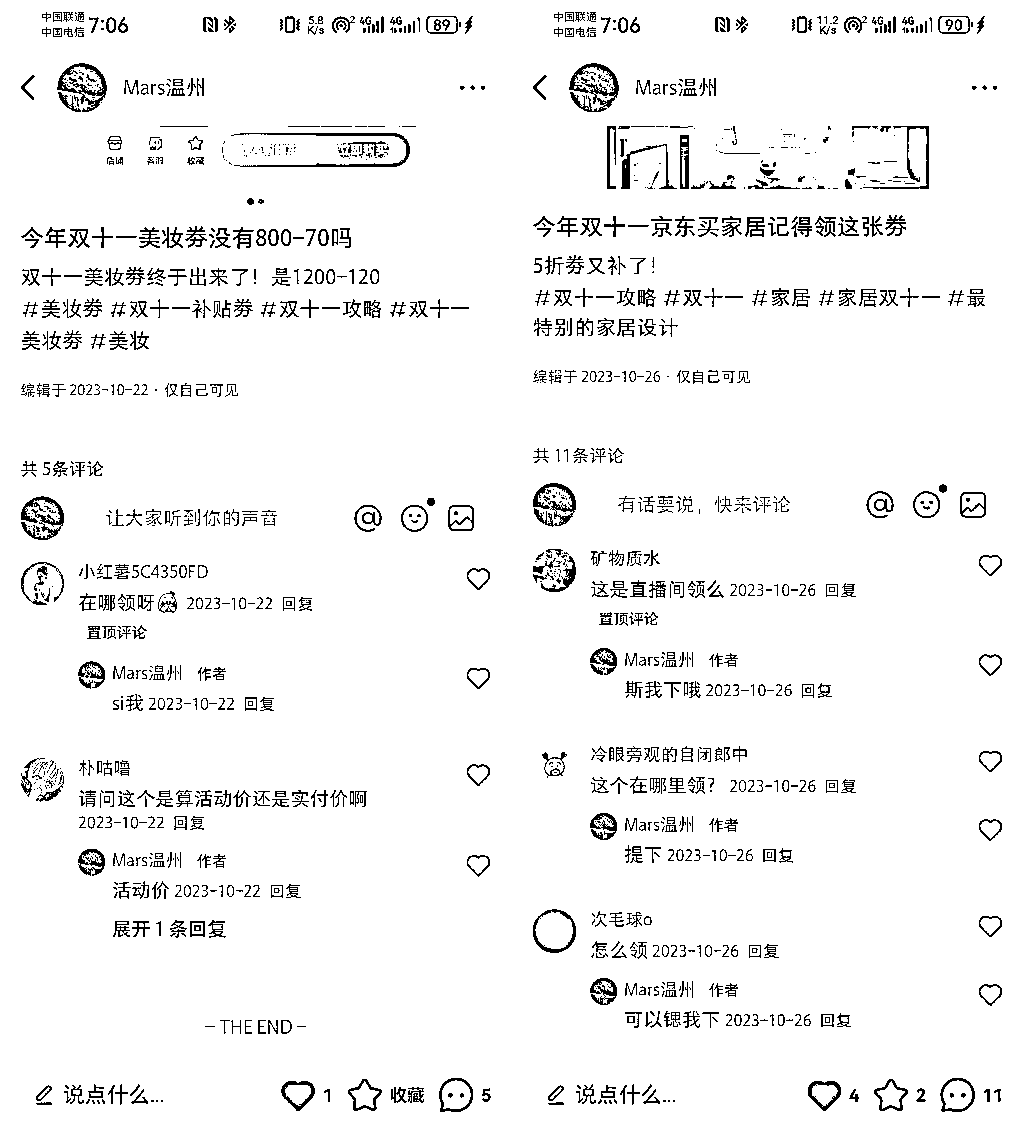 中国联通
中国电信
7:06
5.8
K/s
4G
4G
89
Mars温州
店铺
客服
收藏
立即购买
今年双十一美妆劵没有800-70吗
双十一美妆劵终于出来了！是1200-120
#美妆劵 #双十一补贴劵 #双十一攻略 #双十一
美妆劵 #美妆
编辑于 2023-10-22 · 仅自己可见
共 5条评论
让大家听到你的声音
小红薯5C4350FD
在哪领呀 2023-10-22 回复
置顶评论
Mars温州 作者
si我 2023-10-22 回复
朴咕噜
请问这个是算活动价还是实付价啊
2023-10-22 回复
Mars温州 作者
活动价 2023-10-22 回复
展开 1 条回复
- THE END -
说点什么...
1
收藏
5
中国联通
中国电信
7:06
11.2
K/s
4G
4G
90
Mars温州
今年双十一京东买家居记得领这张劵
5折劵又补了！
#双十一攻略 #双十一 #家居 #家居双十一 #最
特别的家居设计
编辑于 2023-10-26 · 仅自己可见
共 11条评论
有话要说，快来评论
矿物质水
这是直播间领么 2023-10-26 回复
置顶评论
Mars温州 作者
斯我下哦 2023-10-26 回复
冷眼旁观的自闭郎中
这个在哪里领？ 2023-10-26 回复
Mars温州 作者
提下 2023-10-26 回复
次毛球o
怎么领 2023-10-26 回复
Mars温州 作者
可以锶我下 2023-10-26 回复
说点什么...
4
2
11